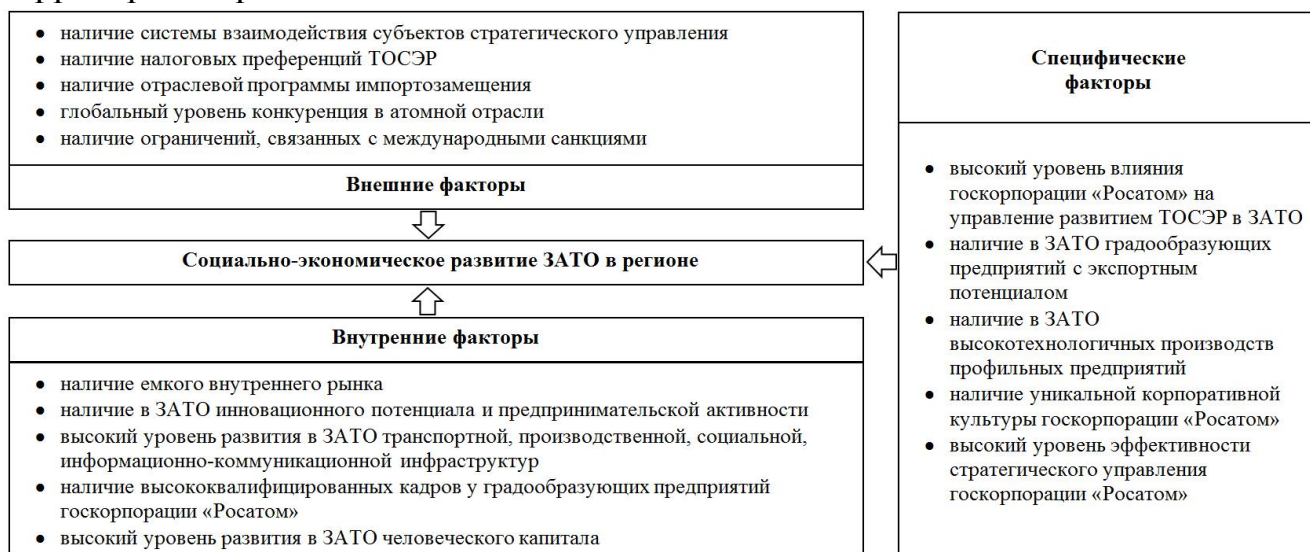 ● наличие системы взаимодействия субъектов стратегического управления
● наличие налоговых преференций ТОСЭР
● наличие отраслевой программы импортозамещения
● глобальный уровень конкуренция в атомной отрасли
● наличие ограничений, связанных с международными санкциями
Внешние факторы
Социально-экономическое развитие ЗАТО в регионе
Внутренние факторы
● наличие емкого внутреннего рынка
● наличие в ЗАТО инновационного потенциала и предпринимательской активности
● высокий уровень развития в ЗАТО транспортной, производственной, социальной,
информационно-коммуникационной инфраструктур
● наличие высококвалифицированных кадров у градообразующих предприятий
госкорпорации «Росатом»
● высокий уровень развития в ЗАТО человеческого капитала
Специфические
факторы
● высокий уровень влияния
госкорпорации «Росатом» на
управление развитием ТОСЭР в ЗАТО
● наличие в ЗАТО градообразующих
предприятий с экспортным
потенциалом
● наличие в ЗАТО
высокотехнологичных производств
профильных предприятий
● наличие уникальной корпоративной
культуры госкорпорации «Росатом»
● высокий уровень эффективности
стратегического управления
госкорпорации «Росатом»